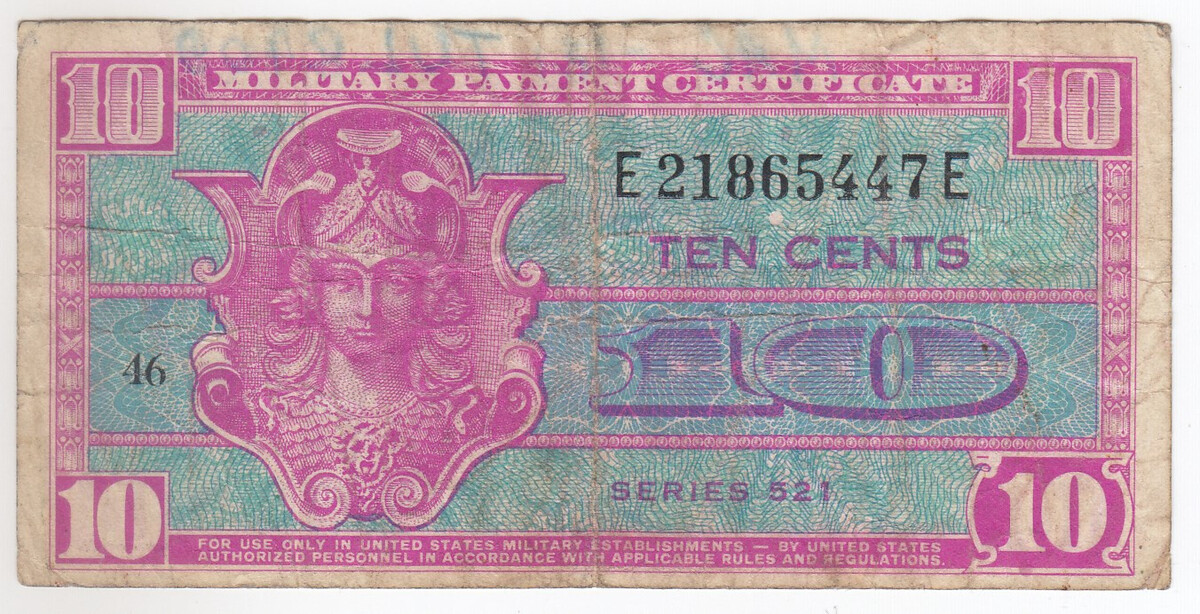 10 MILITARY PAYMENT CERTIFICATE 10
E21865447E
TEN CENTS
46
10
SERIES 521
10
10
FOR USE ONLY IN UNITED STATES MILITARY ESTABLISHMENTS — BY UNITED STATES
AUTHORIZED PERSONNEL IN ACCORDANCE WITH APPLICABLE RULES AND REGULATIONS.